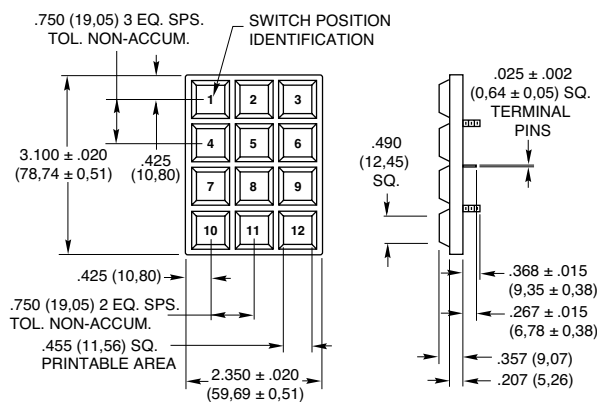 .750 (19,05) 3 EQ. SPS.
TOL. NON-ACCUM.
SWITCH POSITION
IDENTIFICATION
1
2
3
4
5
6
7
8
9
10
11
12
3.100 ± .020
(78,74 ± 0,51)
.425
(10,80)
.425 (10,80)
.750 (19,05) 2 EQ. SPS.
TOL. NON-ACCUM.
.455 (11,56) SQ.
PRINTABLE AREA
2.350 ± .020
(59,69 ± 0,51)
.025 ± .002
(0,64 ± 0,05) SQ.
TERMINAL
PINS
.490
(12,45)
SQ.
.368 ± .015
(9,35 ± 0,38)
.267 ± .015
(6,78 ± 0,38)
.357 (9,07)
.207 (5,26)